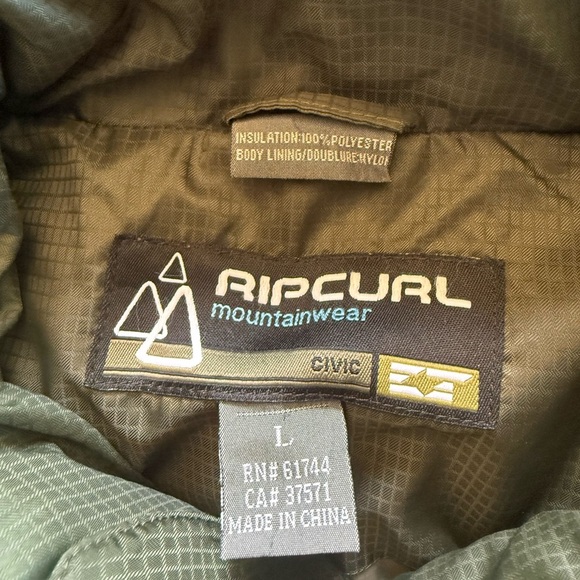 INSULATION:100%POLYESTER
BODY LINING/DOUBLURE:NYLON
RIPCURL
mountainwear
CIVIC
L
RN# 61744
CA# 37571
MADE IN CHINA